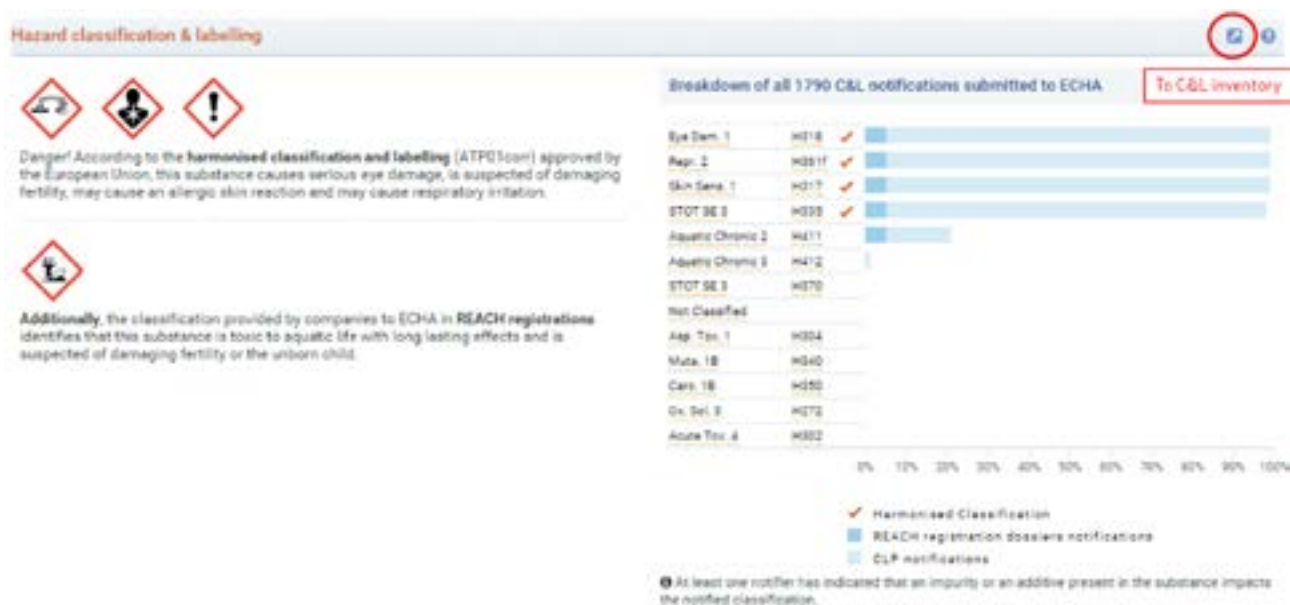 Hazard classification & labelling
Danger! According to the harmonised classification and labelling (ATP01corr) approved by
the European Union, this substance causes serious eye damage, is suspected of damaging
fertility, may cause an allergic skin reaction and may cause respiratory irritation.
Additionally, the classification provided by companies to ECHA in REACH registrations
identifies that this substance is toxic to aquatic life with long lasting effects and is
suspected of damaging fertility or the unborn child.
Breakdown of all 1790 C&L notifications submitted to ECHA
To C&L inventory
Eye Dam. 1 H318
Repr. 2 H361f
Skin Sens. 1 H317
STOT SE 3 H335
Aquatic Chronic 2 H411
Aquatic Chronic 3 H412
STOT SE H370
Not Classified
Asp. Tox. 1 H304
Muta. 1B H340
Carc. 1B H350
Ox. Sol. H272
Acute Tox. 4 H302
0% 10% 20% 30% 40% 50% 60% 70% 80% 90% 100%
Harmonised Classification
REACH registration dossiers notifications
CLP notifications
At least one notifier has indicated that an impurity or an additive present in the substance impacts
the notified classification.